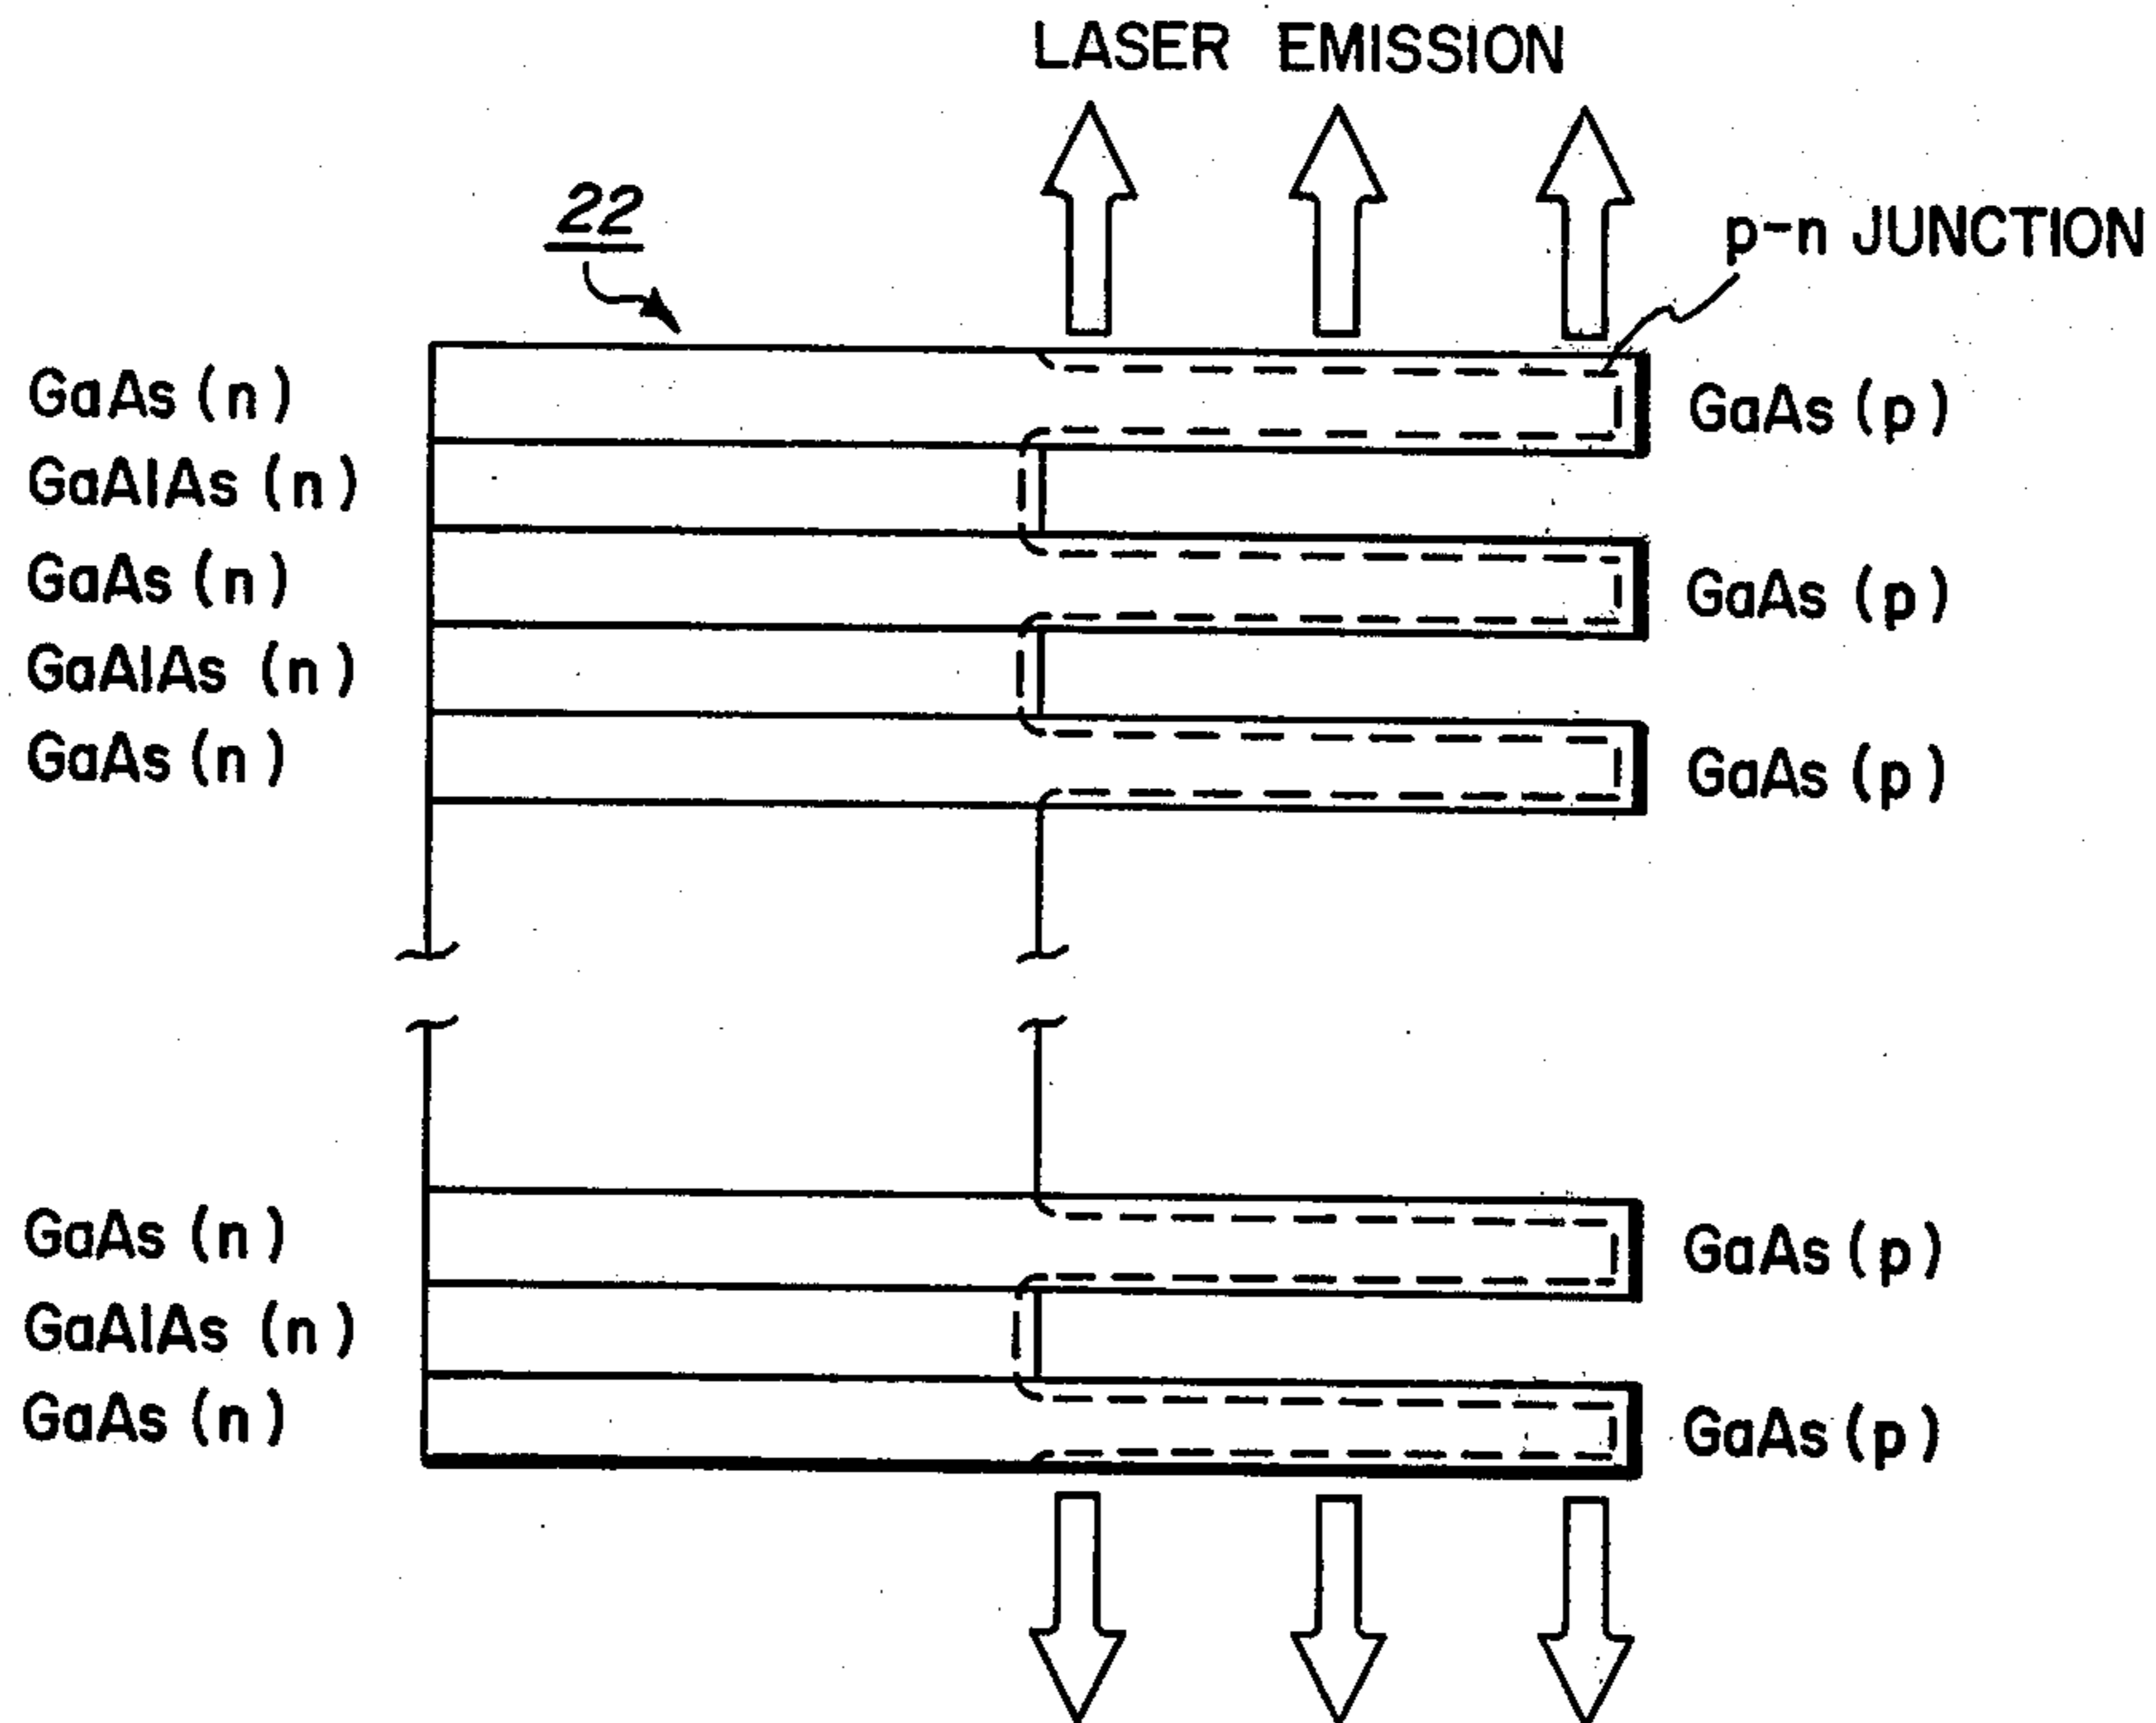 LASER EMISSION
22
p-n JUNCTION
GaAs (n)
GaAs (p)
GaAlAs (n)
GaAs (n)
GaAs (p)
GaAlAs (n)
GaAs (n)
GaAs (p)
GaAs (n)
GaAs (p)
GaAlAs (n)
GaAs (n)
GaAs (p)